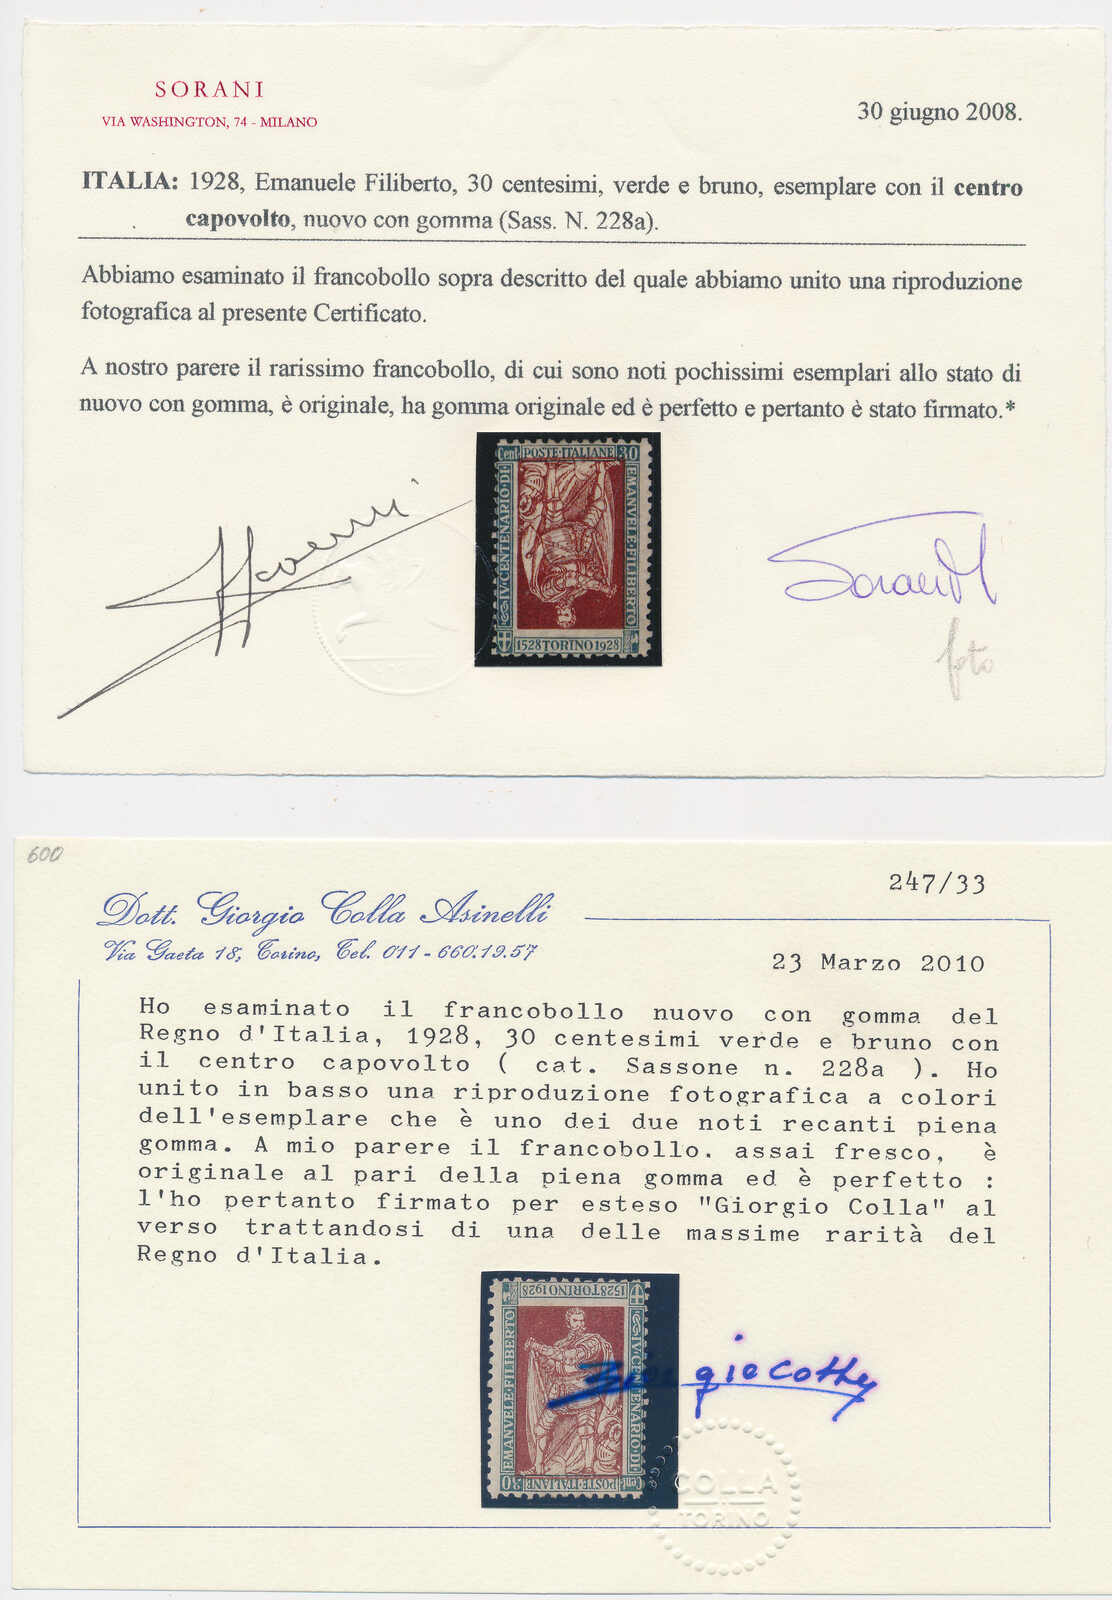 SORANI
VIA WASHINGTON, 74 - MILANO
30 giugno 2008.
ITALIA: 1928, Emanuele Filiberto, 30 centesimi, verde e bruno, esemplare con il centro
capovolto, nuovo con gomma (Sass. N. 228a).
Abbiamo esaminato il francobollo sopra descritto del quale abbiamo unito una riproduzione
fotografica al presente Certificato.
A nostro parere il rarissimo francobollo, di cui sono noti pochissimi esemplari allo stato di
nuovo con gomma, è originale, ha gomma originale ed è perfetto e pertanto è stato firmato.*
Cent POSTE·ITALIANE 30
IV·CENTENARIO·DI
EMANVELE·FILIBERTO
1528 TORINO 1928
Sorani
foto
600
Dott. Giorgio Colla Asinelli
Via Gaeta 18, Torino, Tel. 011-660.19.57
247/33
23 Marzo 2010
Ho esaminato il francobollo nuovo con gomma del
Regno d'Italia, 1928, 30 centesimi verde e bruno con
il centro capovolto ( cat. Sassone n. 228a ). Ho
unito in basso una riproduzione fotografica a colori
dell'esemplare che è uno dei due noti recanti piena
gomma. A mio parere il francobollo. assai fresco, è
originale al pari della piena gomma ed è perfetto :
l'ho pertanto firmato per esteso "Giorgio Colla" al
verso trattandosi di una delle massime rarità del
Regno d'Italia.
1528 TORINO 1928
EMANVELE·FILIBERTO
IV·CENTENARIO·DI
Cent POSTE·ITALIANE 30
COLLA
TORINO